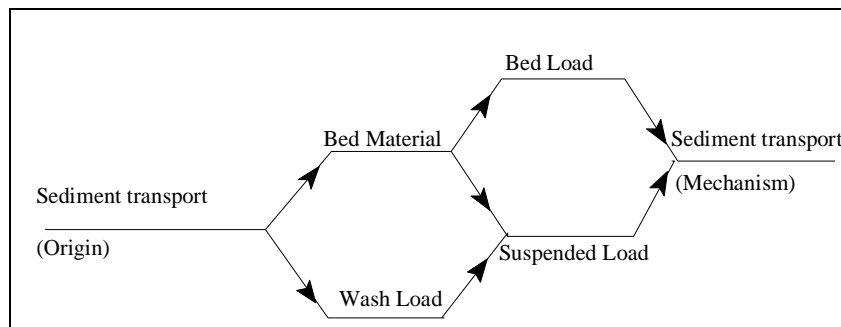 Bed Load
Bed Material
Sediment transport
(Mechanism)
Sediment transport
(Origin)
Suspended Load
Wash Load